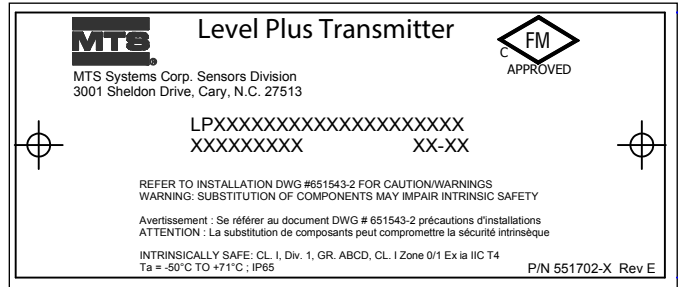 MTS
®
Level Plus Transmitter
FM
C
APPROVED
MTS Systems Corp. Sensors Division
3001 Sheldon Drive, Cary, N.C. 27513
LPXXXXXXXXXXXXXXXXXXXX
XXXXXXXXX XX-XX
REFER TO INSTALLATION DWG #651543-2 FOR CAUTION/WARNINGS
WARNING: SUBSTITUTION OF COMPONENTS MAY IMPAIR INTRINSIC SAFETY
Avertissement : Se référer au document DWG # 651543-2 précautions d'installations
ATTENTION : La substitution de composants peut compromettre la sécurité intrinsèque
INTRINSICALLY SAFE: CL. I, Div. 1, GR. ABCD, CL. I Zone 0/1 Ex ia IIC T4
Ta = -50°C TO +71°C ; IP65
P/N 551702-X Rev E